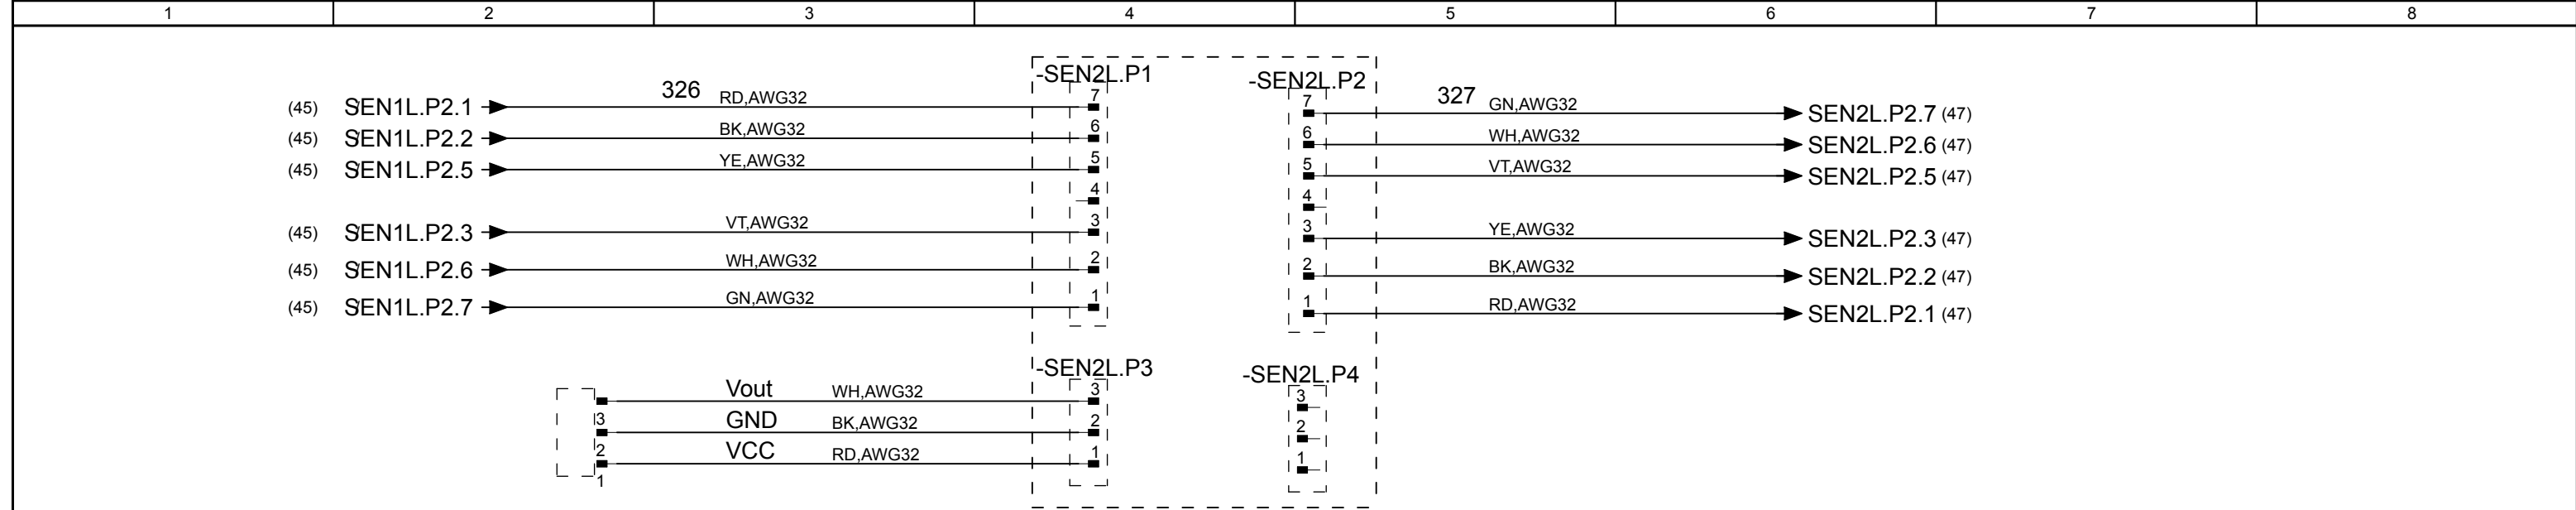 1 2 3 4 5 6 7 8
-SEN2L.P1
-SEN2L.P2
(45) SEN1L.P2.1 326 RD,AWG32 7
(45) SEN1L.P2.2 BK,AWG32 6
(45) SEN1L.P2.5 YE,AWG32 5
4
(45) SEN1L.P2.3 VT,AWG32 3
(45) SEN1L.P2.6 WH,AWG32 2
(45) SEN1L.P2.7 GN,AWG32 1
7 327 GN,AWG32 SEN2L.P2.7 (47)
6 WH,AWG32 SEN2L.P2.6 (47)
5 VT,AWG32 SEN2L.P2.5 (47)
4
3 YE,AWG32 SEN2L.P2.3 (47)
2 BK,AWG32 SEN2L.P2.2 (47)
1 RD,AWG32 SEN2L.P2.1 (47)
-SEN2L.P3
3 Vout WH,AWG32 3
2 GND BK,AWG32 2
1 VCC RD,AWG32 1
-SEN2L.P4
3
2
1